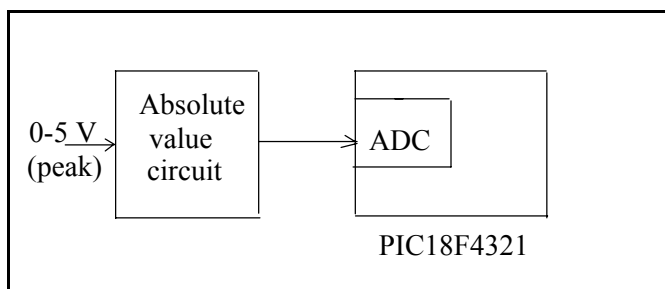 0-5 V
(peak)
Absolute
value
circuit
ADC
PIC18F4321